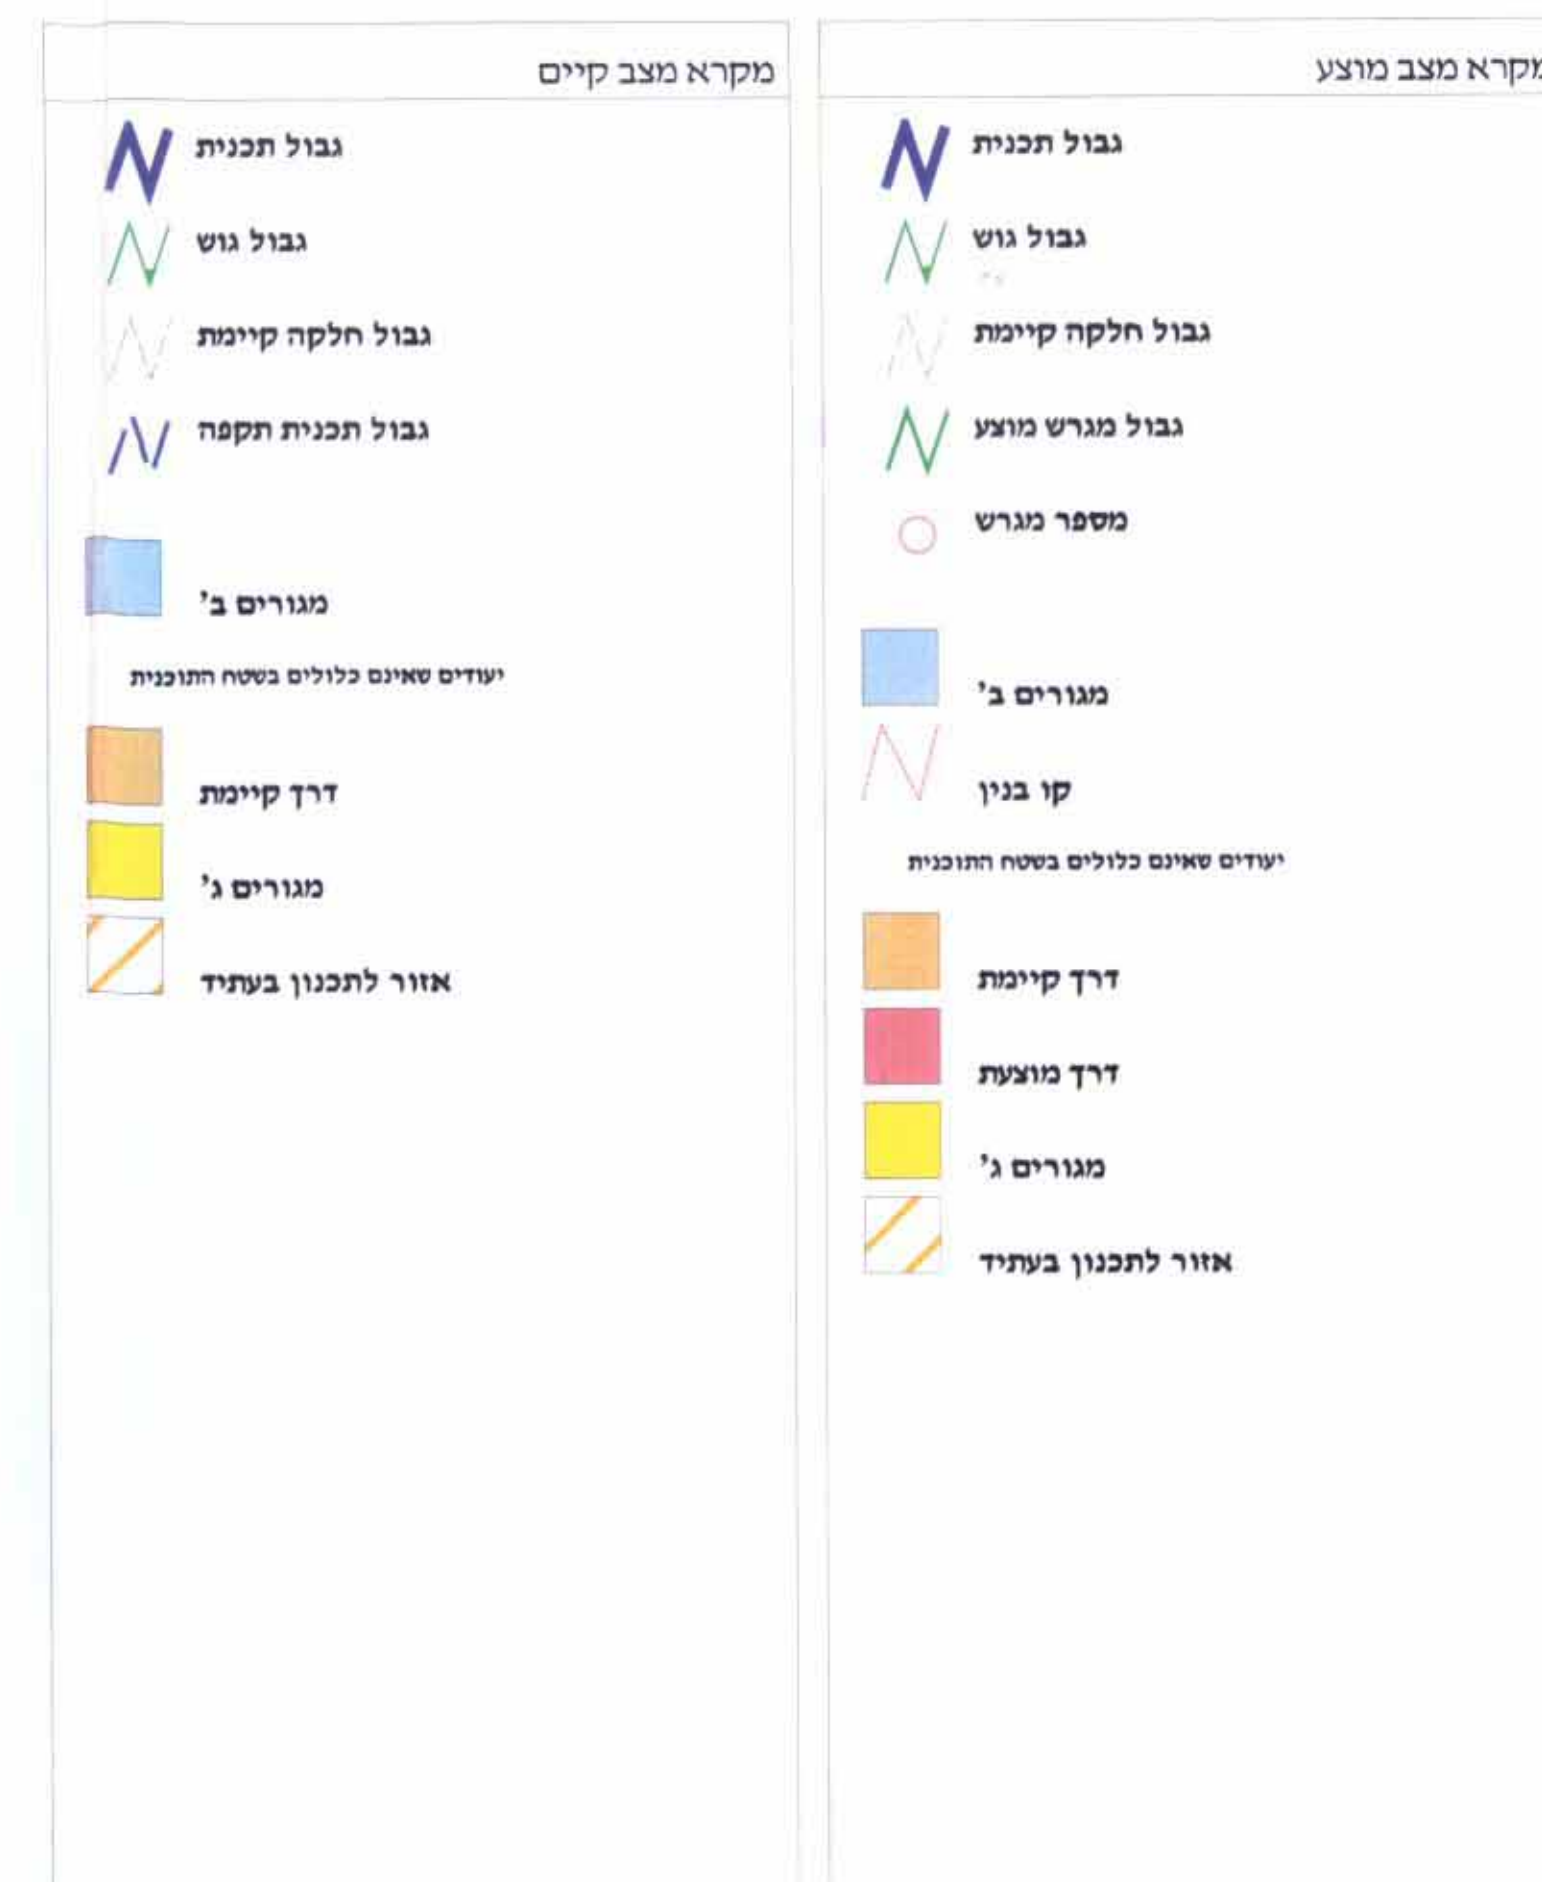 מקרא מצב מוצע
גבול תכנית
גבול גוש
גבול חלקה קיימת
גבול מגרש מוצע
מספר מגרש
מגורים ב'
קו בנין
יעודים שאינם כלולים בשטח התוכנית
דרך קיימת
דרך מוצעת
מגורים ג'
אזור לתכנון בעתיד
מקרא מצב קיים
גבול תכנית
גבול גוש
גבול חלקה קיימת
גבול תכנית תקפה
מגורים ב'
יעודים שאינם כלולים בשטח התוכנית
דרך קיימת
מגורים ג'
אזור לתכנון בעתיד